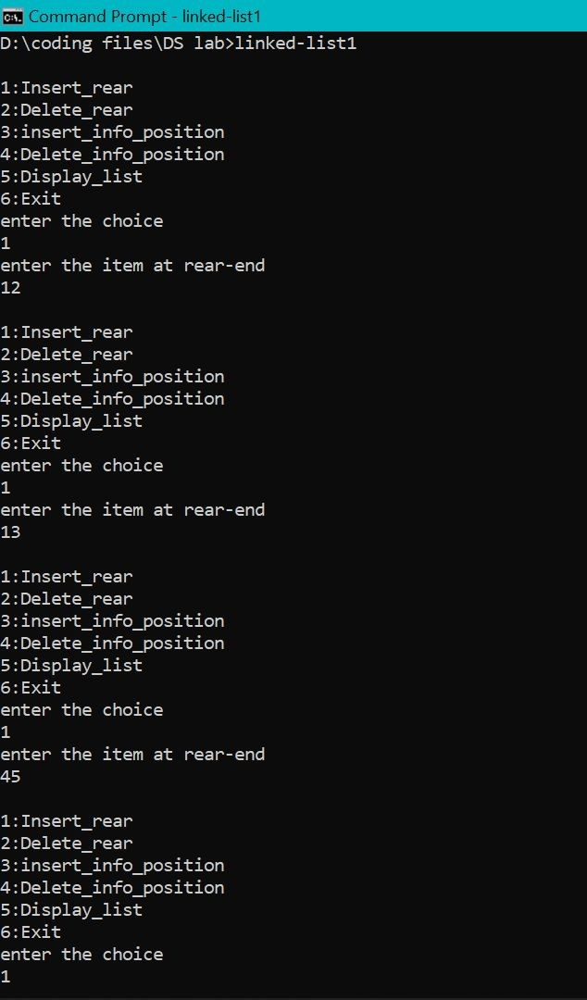 Command Prompt - linked-list1
D:\coding files\DS lab>linked-list1
1:Insert_rear
2:Delete_rear
3:insert_info_position
4:Delete_info_position
5:Display_list
6:Exit
enter the choice
1
enter the item at rear-end
12
1:Insert_rear
2:Delete_rear
3:insert_info_position
4:Delete_info_position
5:Display_list
6:Exit
enter the choice
1
enter the item at rear-end
13
1:Insert_rear
2:Delete_rear
3:insert_info_position
4:Delete_info_position
5:Display_list
6:Exit
enter the choice
1
enter the item at rear-end
45
1:Insert_rear
2:Delete_rear
3:insert_info_position
4:Delete_info_position
5:Display_list
6:Exit
enter the choice
1